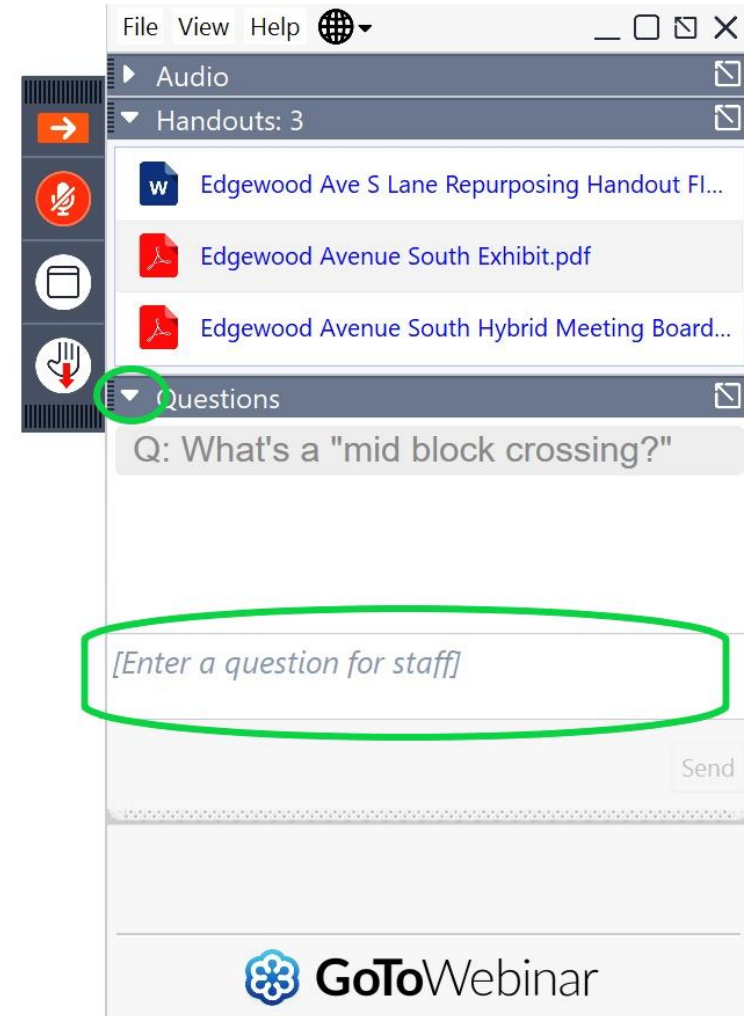 File View Help
Audio
Handouts: 3
W Edgewood Ave S Lane Repurposing Handout FI...
Edgewood Avenue South Exhibit.pdf
Edgewood Avenue South Hybrid Meeting Board...
Questions
Q: What's a "mid block crossing?"
[Enter a question for staff]
Send
GoToWebinar